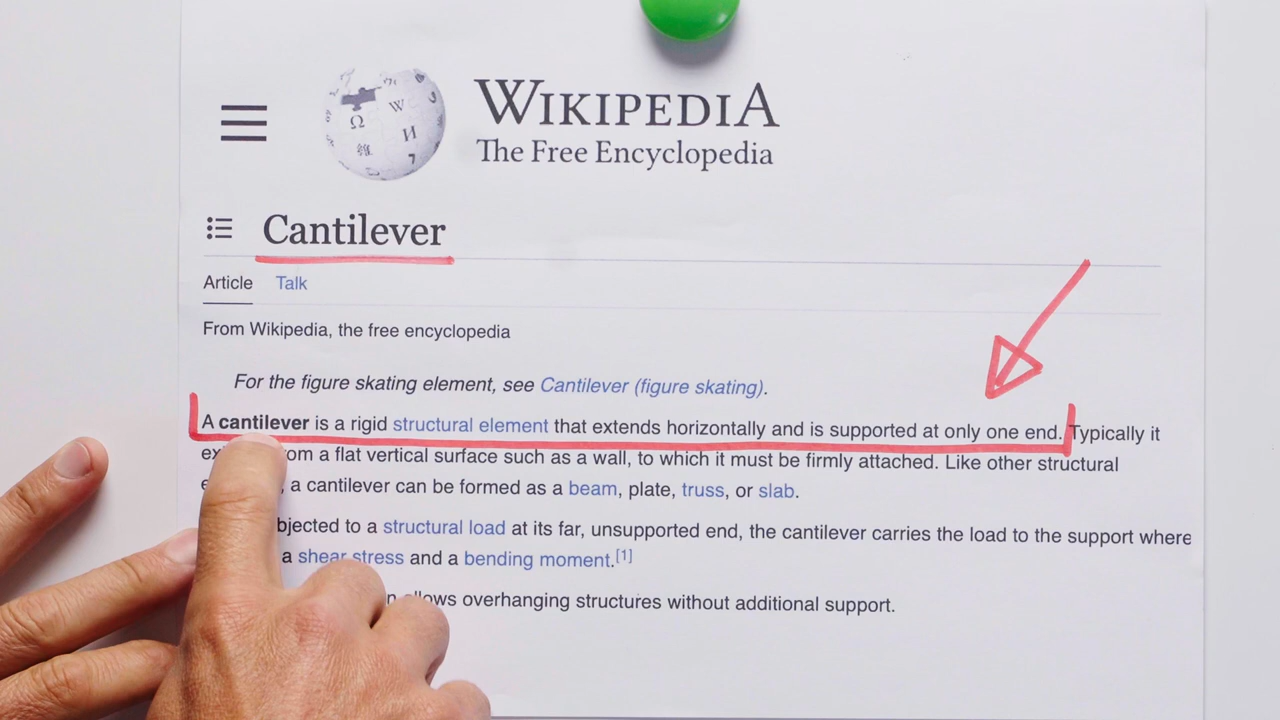 WIKIPEDIA
The Free Encyclopedia
Cantilever
Article Talk
From Wikipedia, the free encyclopedia
For the figure skating element, see Cantilever (figure skating).
A cantilever is a rigid structural element that extends horizontally and is supported at only one end. Typically it
from a flat vertical surface such as a wall, to which it must be firmly attached. Like other structural
, a cantilever can be formed as a beam, plate, truss, or slab.
to a structural load at its far, unsupported end, the cantilever carries the load to the support where
a shear stress and a bending moment.[1]
allows overhanging structures without additional support.